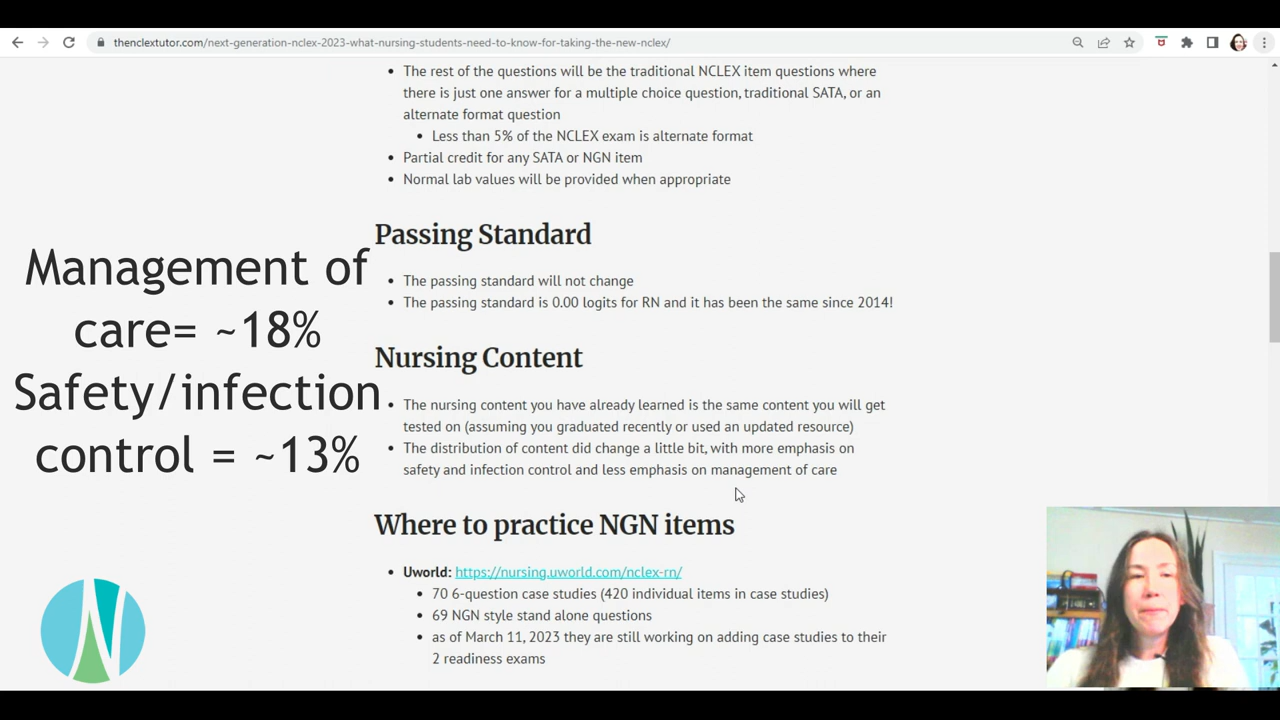 thenclextutor.com/next-generation-nclex-2023-what-nursing-students-need-to-know-for-taking-the-new-nclex/
The rest of the questions will be the traditional NCLEX item questions where
there is just one answer for a multiple choice question, traditional SATA, or an
alternate format question
Less than 5% of the NCLEX exam is alternate format
Partial credit for any SATA or NGN item
Normal lab values will be provided when appropriate
Passing Standard
The passing standard will not change
The passing standard is 0.00 logits for RN and it has been the same since 2014!
Nursing Content
The nursing content you have already learned is the same content you will get
tested on (assuming you graduated recently or used an updated resource)
The distribution of content did change a little bit, with more emphasis on
safety and infection control and less emphasis on management of care
Where to practice NGN items
Uworld: https://nursing.uworld.com/nclex-rn/
70 6-question case studies (420 individual items in case studies)
69 NGN style stand alone questions
as of March 11, 2023 they are still working on adding case studies to their
2 readiness exams
Management of
care= ~18%
Safety/infection
control = ~13%